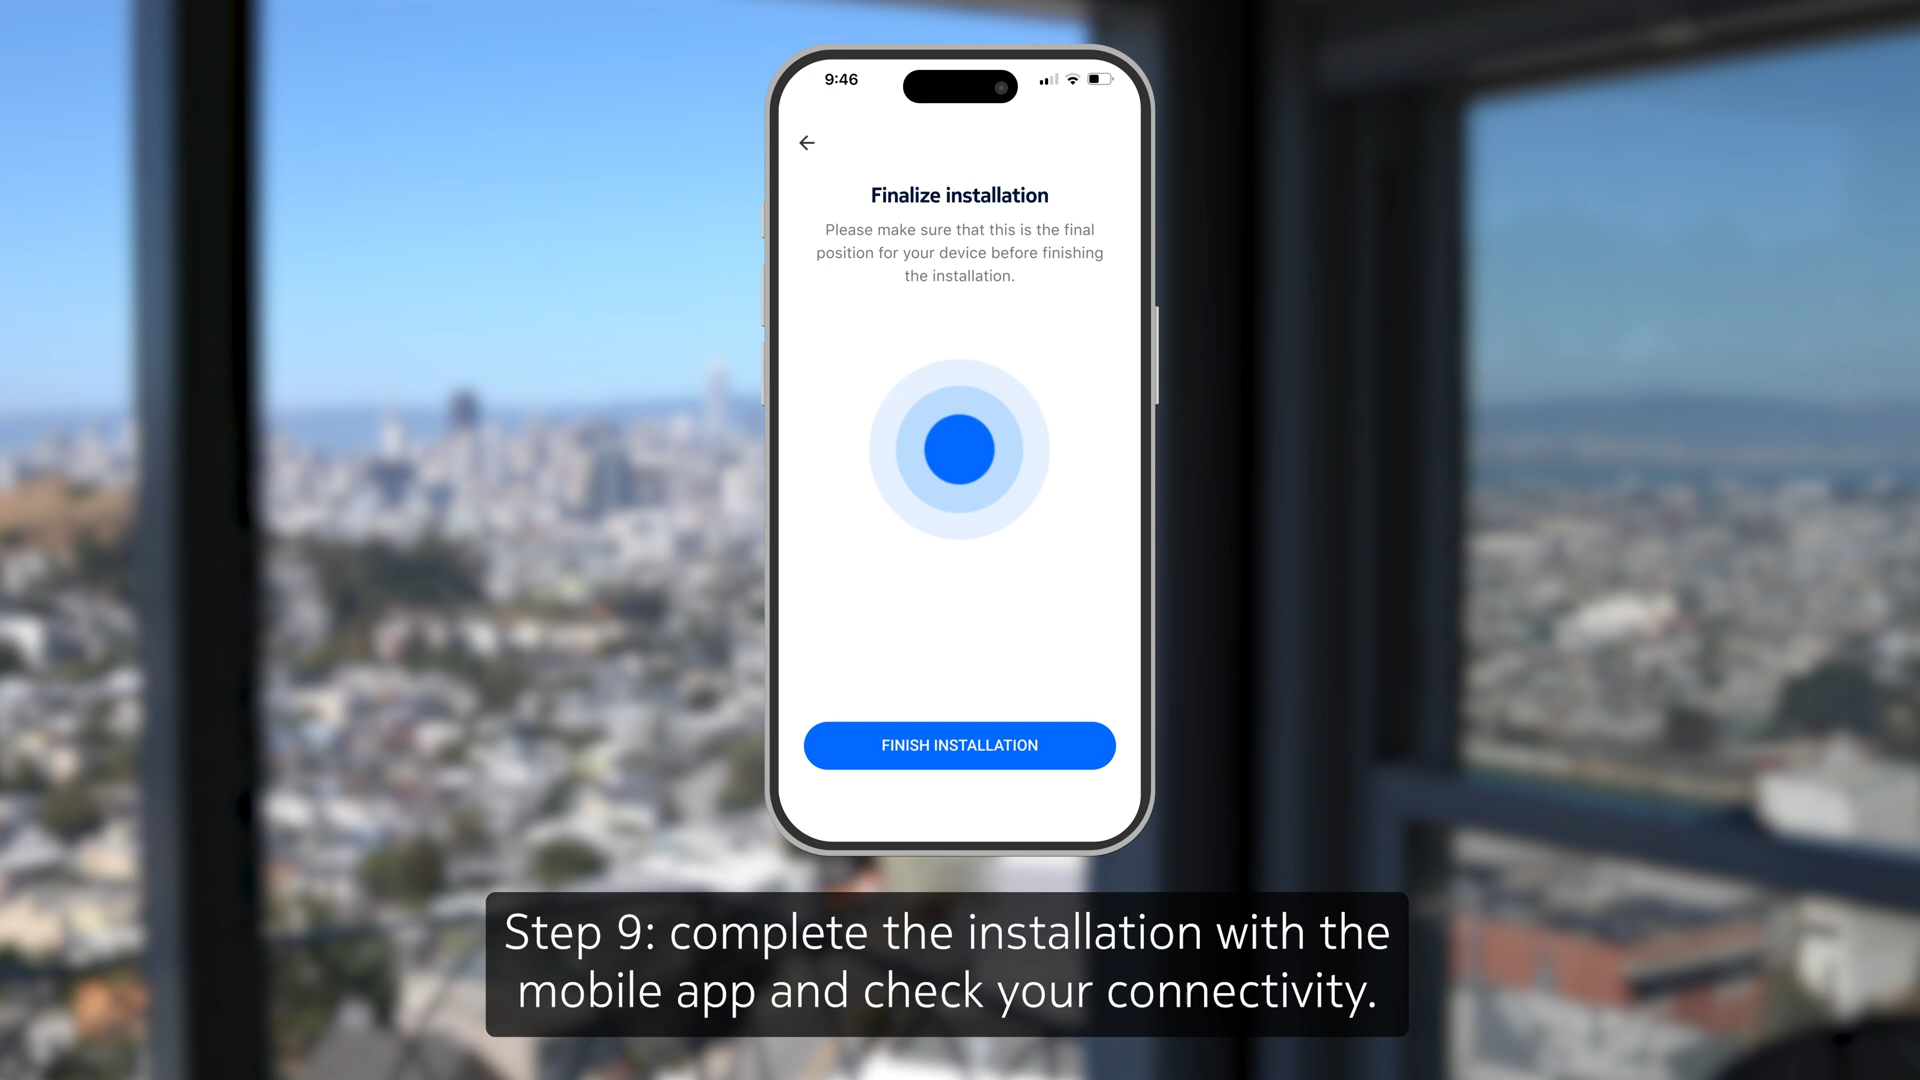 9:46
Finalize installation
Please make sure that this is the final
position for your device before finishing
the installation.
FINISH INSTALLATION
Step 9: complete the installation with the
mobile app and check your connectivity.